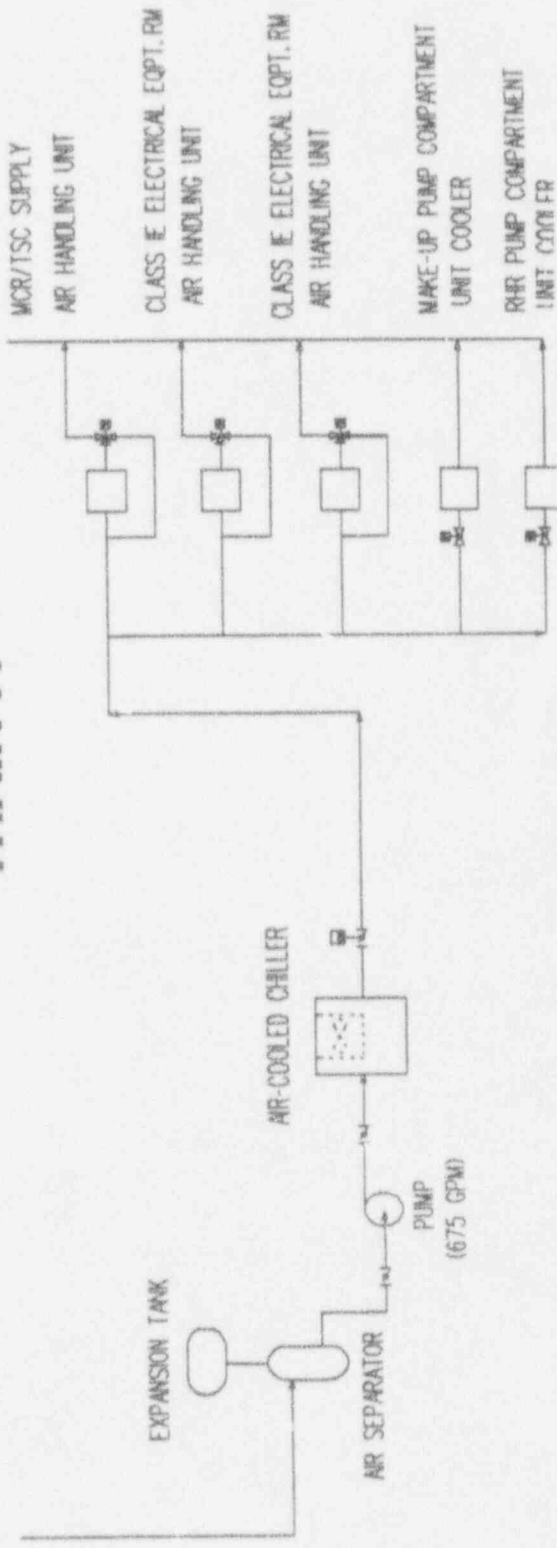 MCR/TSC SUPPLY
AIR HANDLING UNIT
CLASS IE ELECTRICAL EQPT. RM
AIR HANDLING UNIT
CLASS IE ELECTRICAL EQPT. RM
AIR HANDLING UNIT
MAKE-UP PUMP COMPARTMENT
UNIT COOLER
RHR PUMP COMPARTMENT
UNIT COOLER
AIR-COOLED CHILLER
EXPANSION TANK
AIR SEPARATOR
PUMP
(675 GPM)